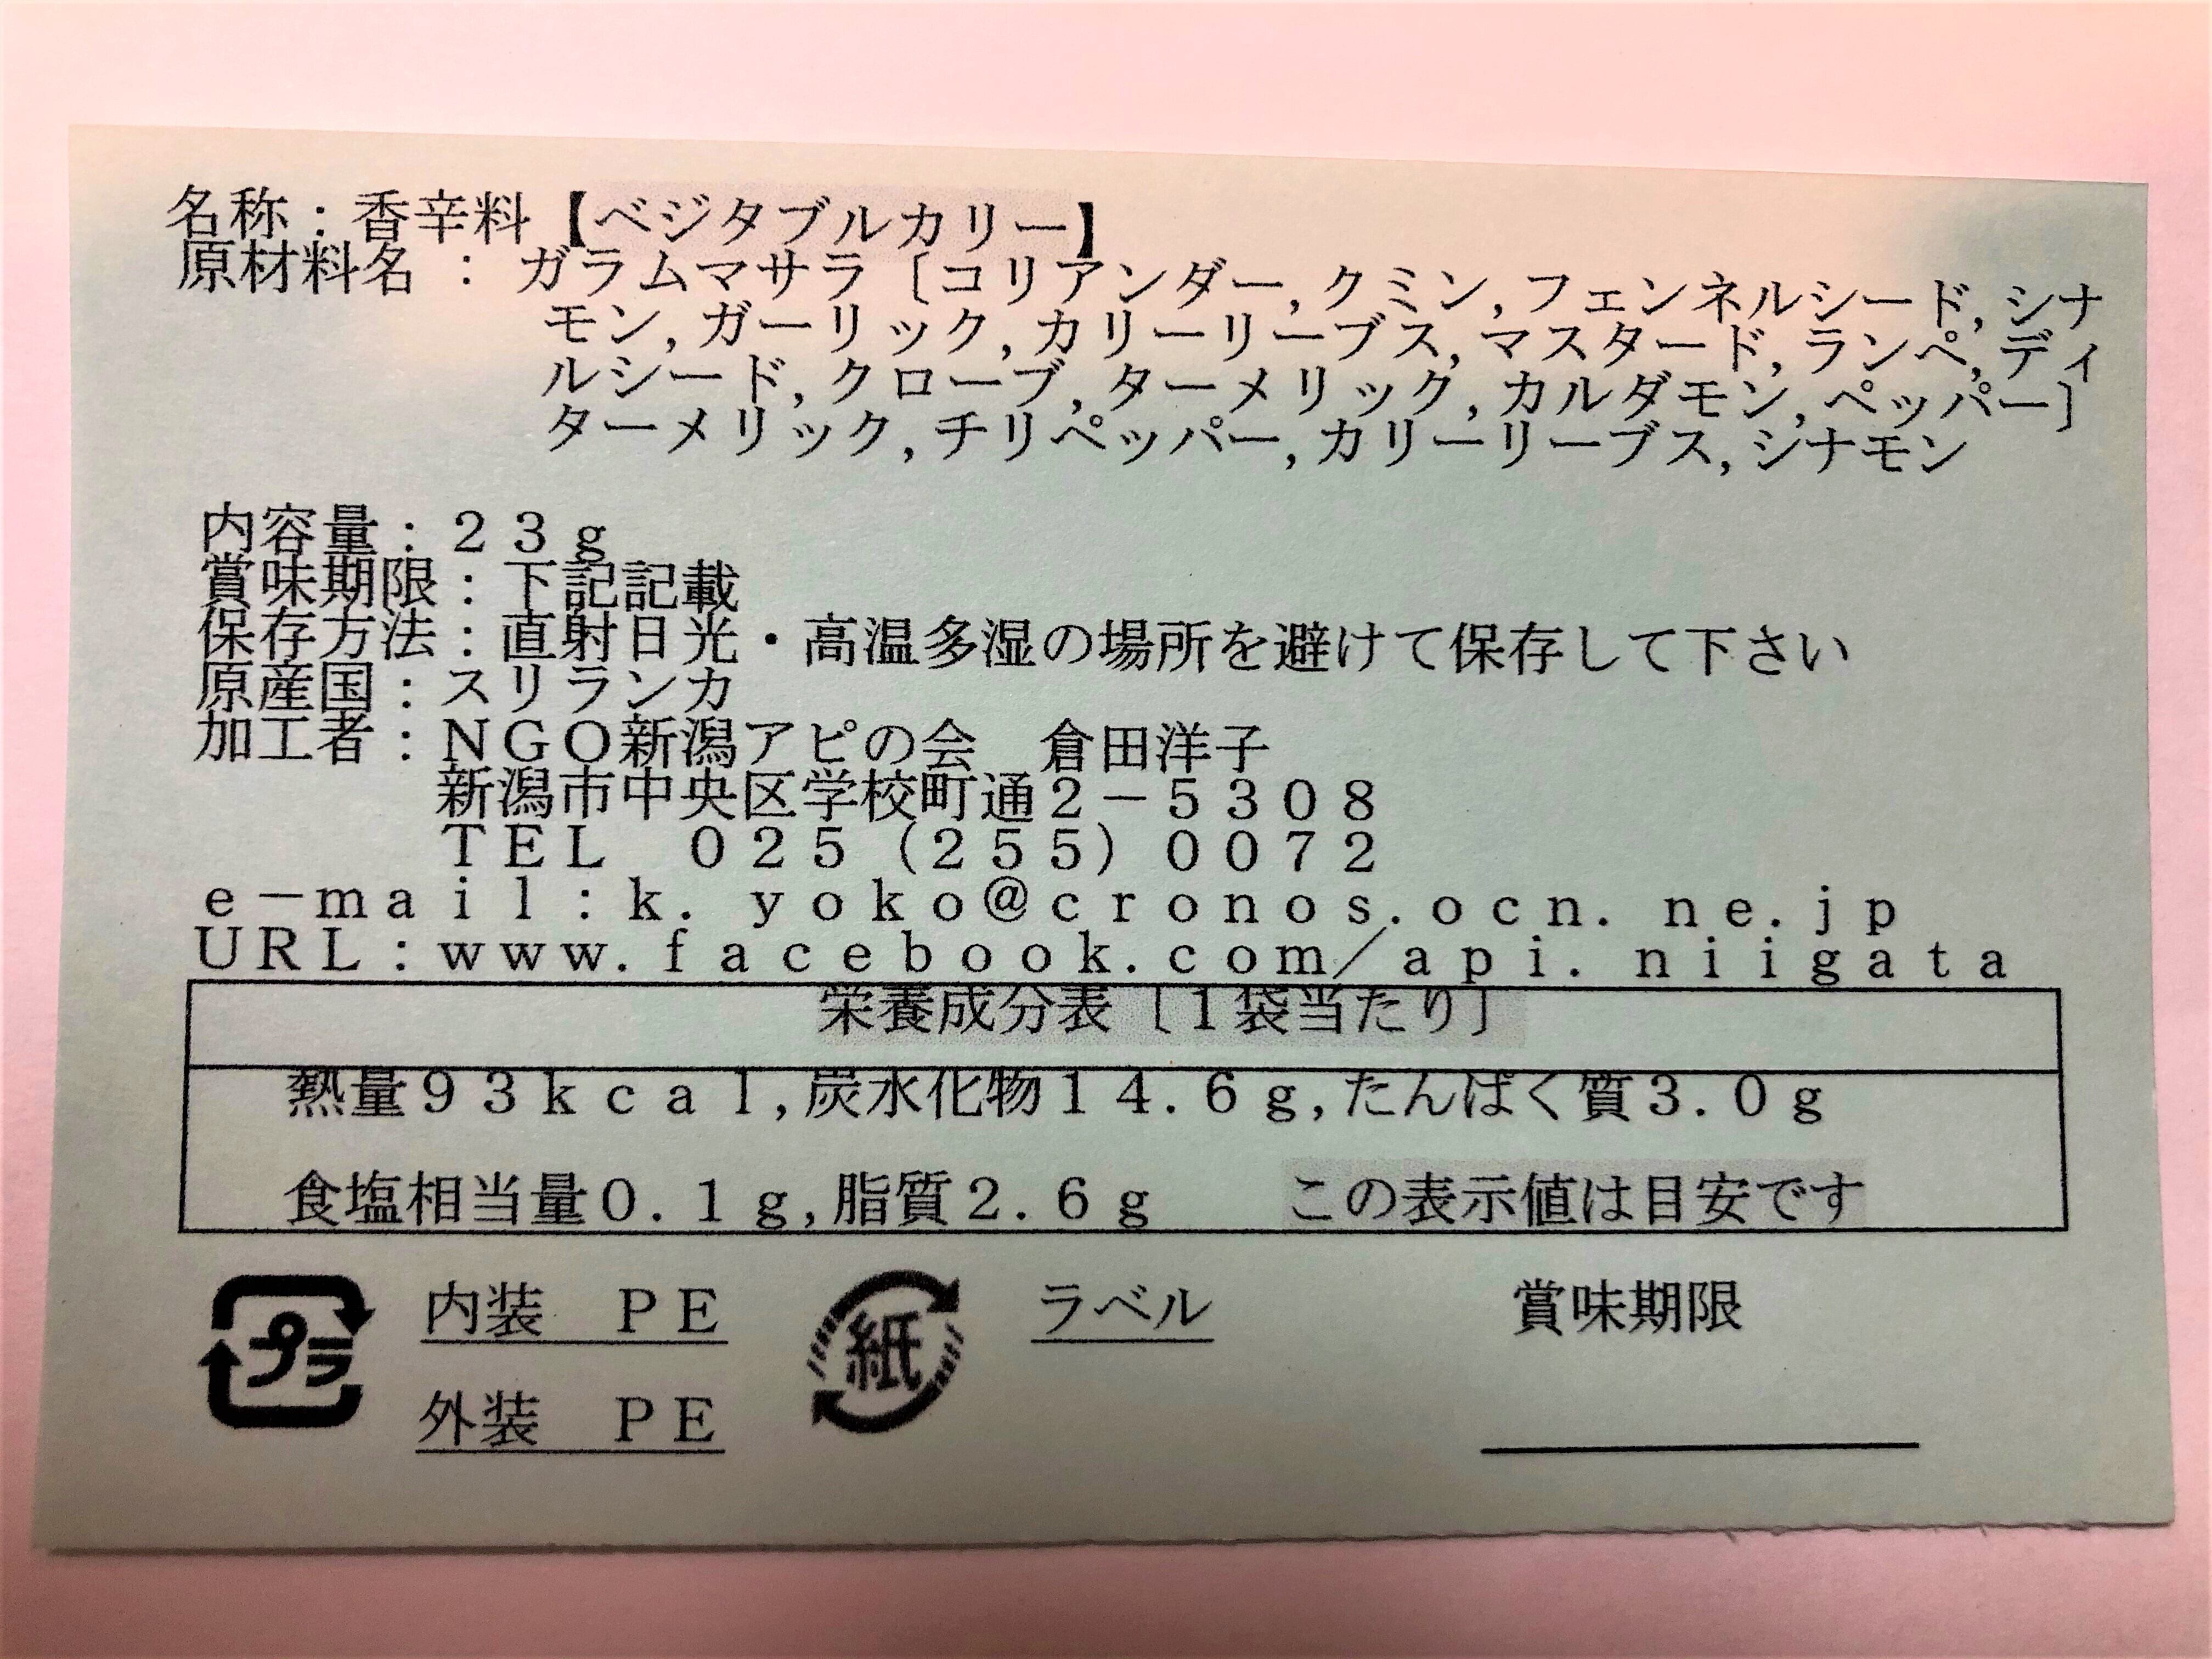 名称：香辛料【ベジタブルカリー】
原材料名 ： ガラムマサラ〔コリアンダー,クミン,フェンネルシード,シナ
モン,ガーリック,カリーリーブス,マスタード,ランペ,ディ
ルシード,クローブ,ターメリック,カルダモン,ペッパー〕
ターメリック,チリペッパー,カリーリーブス,シナモン
内容量：２３ｇ
賞味期限：下記記載
保存方法：直射日光・高温多湿の場所を避けて保存して下さい
原産国：スリランカ
加工者：ＮＧＯ新潟アピの会　倉田洋子
新潟市中央区学校町通２－５３０８
ＴＥＬ　０２５（２５５）００７２
ｅ－ｍａｉｌ：ｋ．ｙｏｋｏ＠ｃｒｏｎｏｓ．ｏｃｎ．ｎｅ．ｊｐ
ＵＲＬ：ｗｗｗ．ｆａｃｅｂｏｏｋ．ｃｏｍ／ａｐｉ．ｎｉｉｇａｔａ
栄養成分表〔１袋当たり〕
熱量９３ｋｃａｌ,炭水化物１４．６ｇ,たんぱく質３．０ｇ
食塩相当量０．１ｇ,脂質２．６ｇ　　この表示値は目安です
プラ　内装　ＰＥ　紙　ラベル　賞味期限
外装　ＰＥ